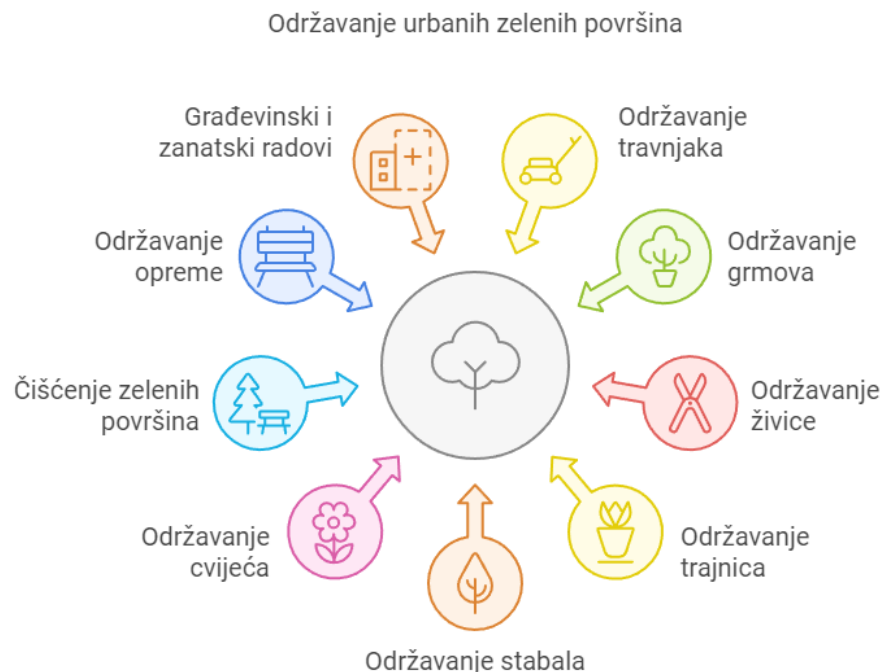 Održavanje urbanih zelenih površina
Građevinski i
zanatski radovi
Održavanje
travnjaka
Održavanje
opreme
Održavanje
grmova
Čišćenje zelenih
površina
Održavanje
živice
Održavanje
cvijeća
Održavanje
trajnica
Održavanje stabala